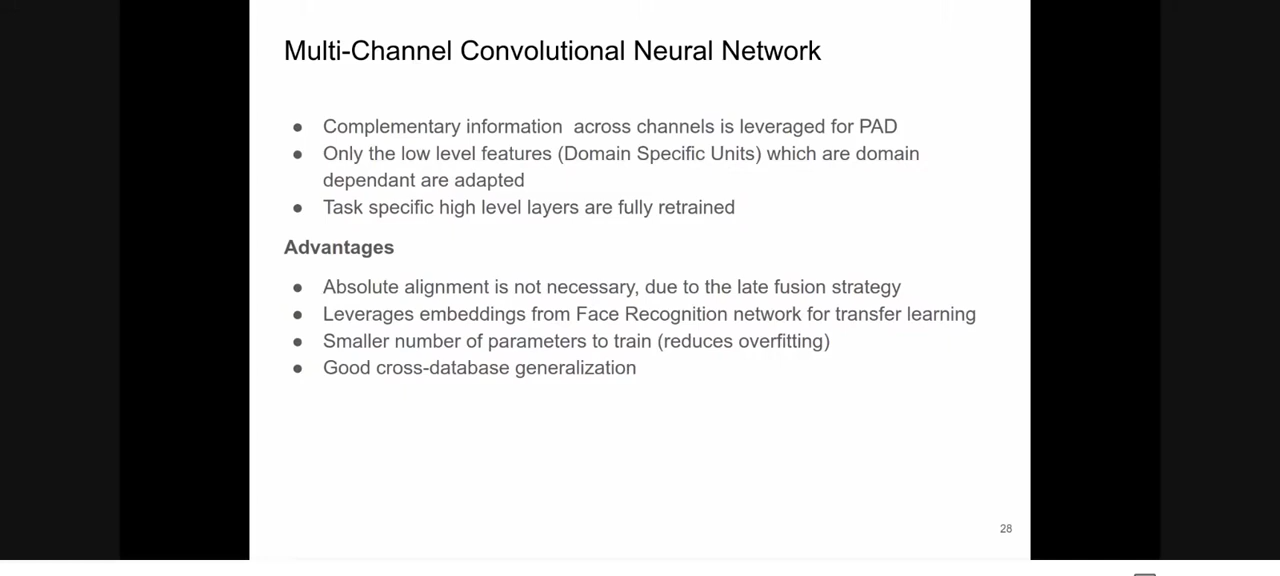 Multi-Channel Convolutional Neural Network
● Complementary information across channels is leveraged for PAD
● Only the low level features (Domain Specific Units) which are domain
dependant are adapted
● Task specific high level layers are fully retrained
Advantages
● Absolute alignment is not necessary, due to the late fusion strategy
● Leverages embeddings from Face Recognition network for transfer learning
● Smaller number of parameters to train (reduces overfitting)
● Good cross-database generalization
28